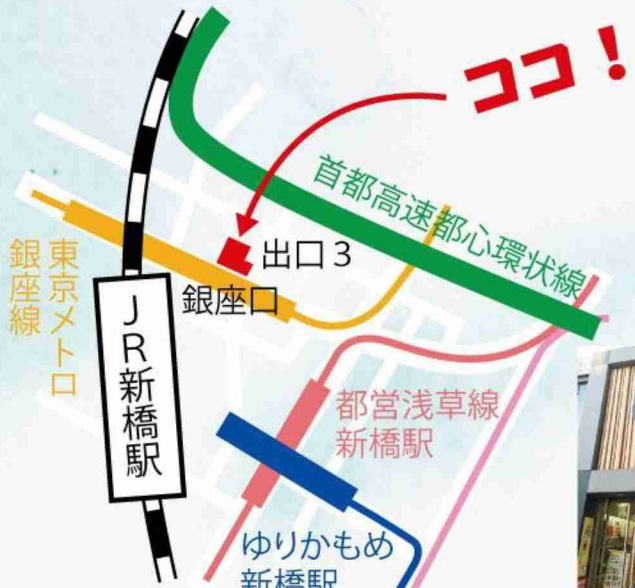 ココ！
首都高速都心環状線
出口３
銀座口
東京メトロ
銀座線
ＪＲ新橋駅
都営浅草線
新橋駅
ゆりかもめ
新橋駅